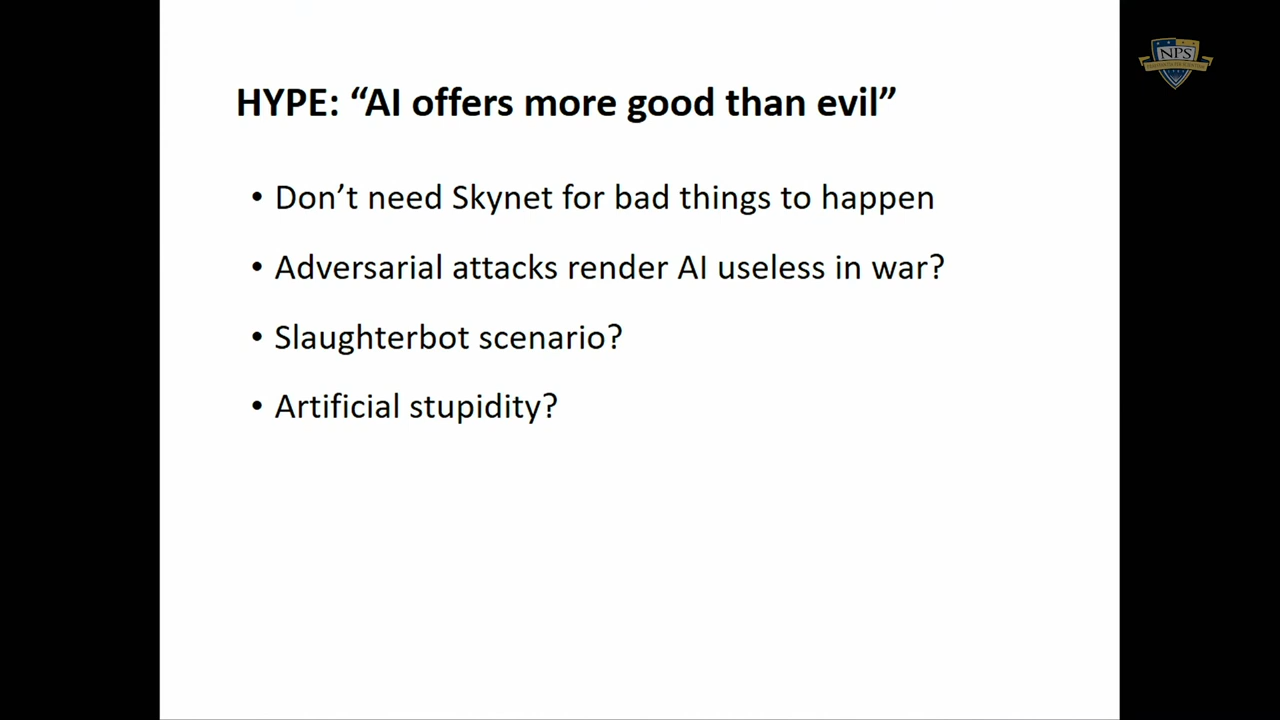 NPS
HYPE: “AI offers more good than evil”
• Don’t need Skynet for bad things to happen
• Adversarial attacks render AI useless in war?
• Slaughterbot scenario?
• Artificial stupidity?